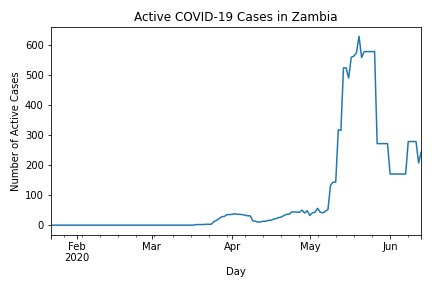 Active COVID-19 Cases in Zambia
Number of Active Cases
600
500
400
300
200
100
0
Feb
2020
Mar
Apr
May
Jun
Day